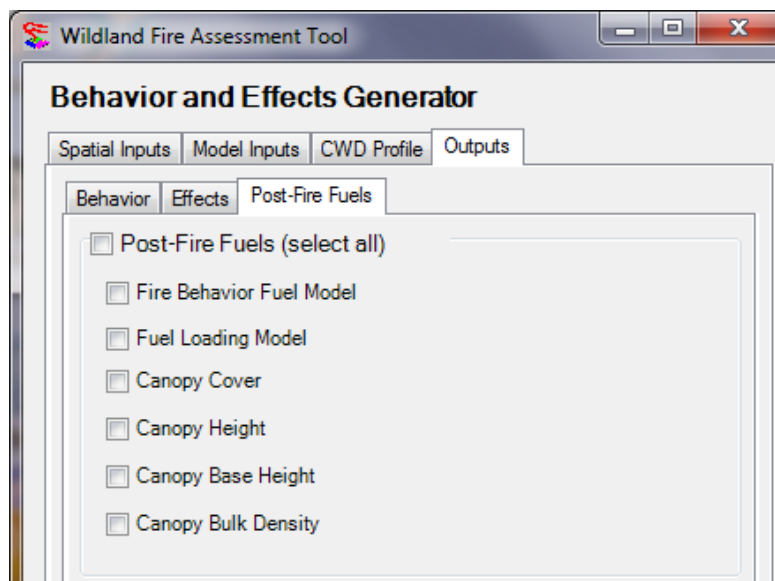 Wildland Fire Assessment Tool
Behavior and Effects Generator
Spatial Inputs Model Inputs CWD Profile Outputs
Behavior Effects Post-Fire Fuels
Post-Fire Fuels (select all)
Fire Behavior Fuel Model
Fuel Loading Model
Canopy Cover
Canopy Height
Canopy Base Height
Canopy Bulk Density